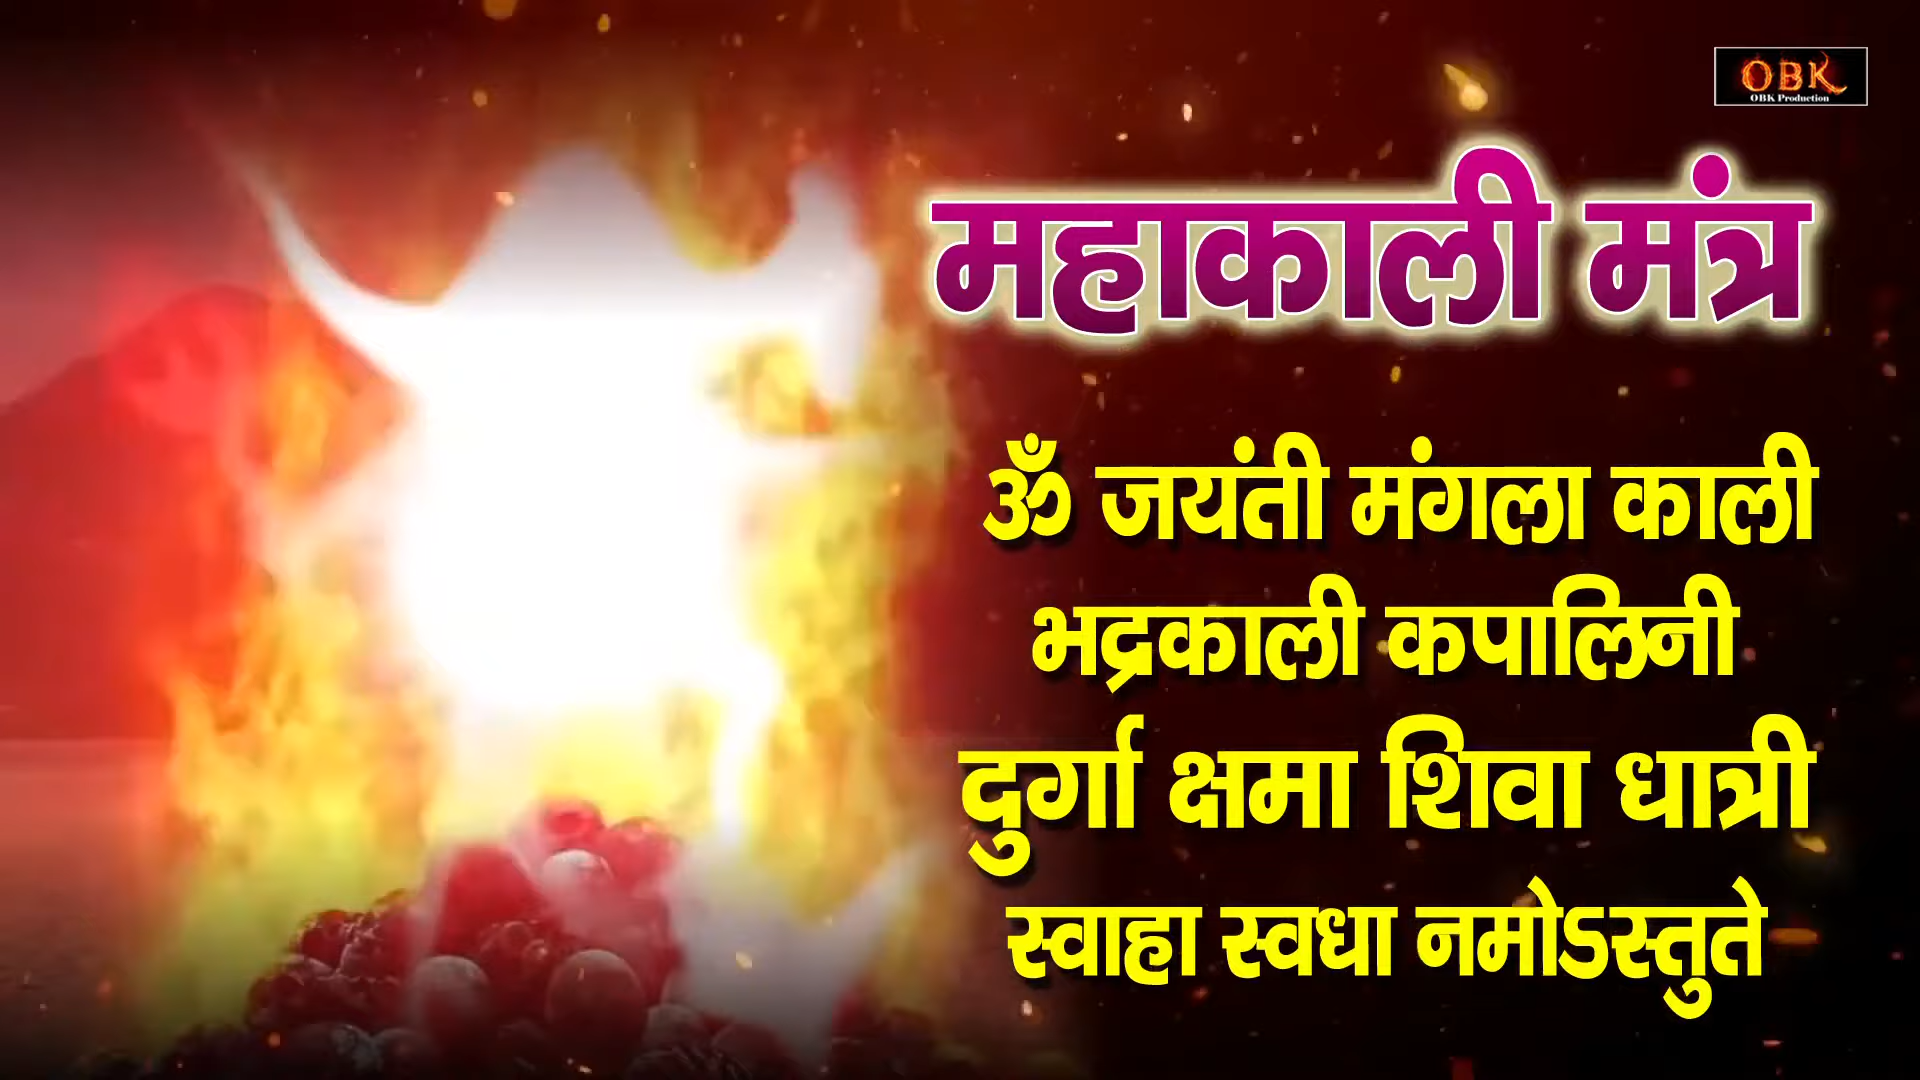 OBK
OBK Production
महाकाली मंत्र
ॐ जयंती मंगला काली
भद्रकाली कपालिनी
दुर्गा क्षमा शिवा धात्री
स्वाहा स्वधा नमोऽस्तुते